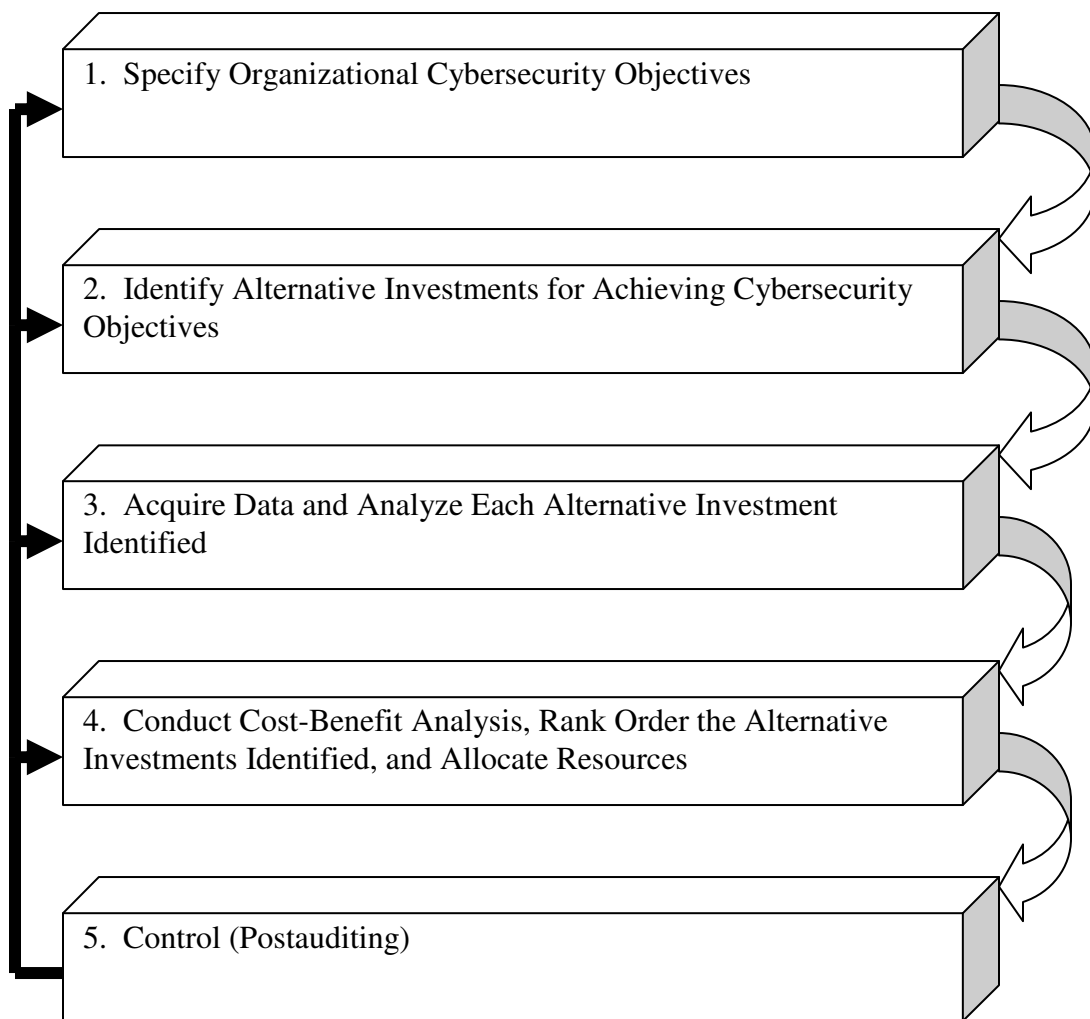 1. Specify Organizational Cybersecurity Objectives
2. Identify Alternative Investments for Achieving Cybersecurity
Objectives
3. Acquire Data and Analyze Each Alternative Investment
Identified
4. Conduct Cost-Benefit Analysis, Rank Order the Alternative
Investments Identified, and Allocate Resources
5. Control (Postauditing)